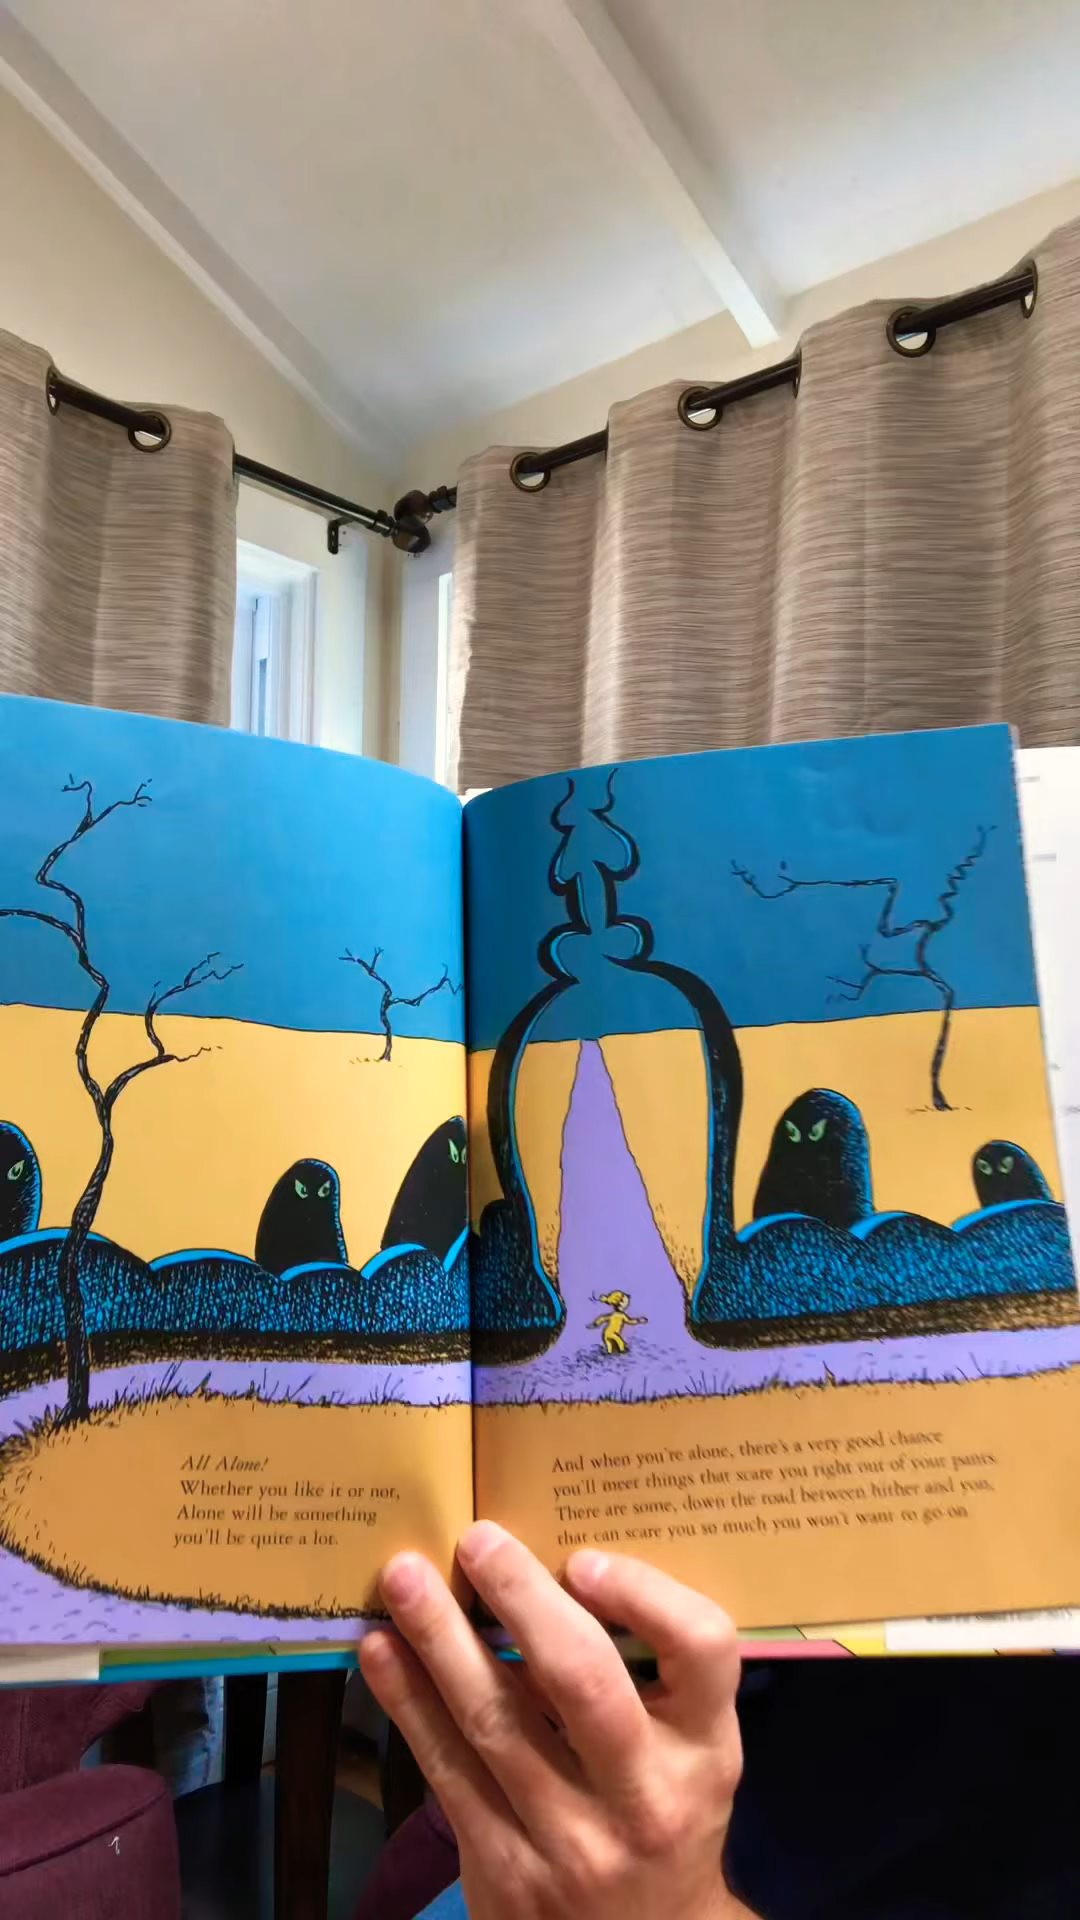 All Alone!
Whether you like it or not,
Alone will be something
you'll be quite a lot.
And when you're alone, there's a very good chance
you'll meet things that scare you right out of your pants.
There are some, down the road between hither and yon,
that can scare you so much you won't want to go on.